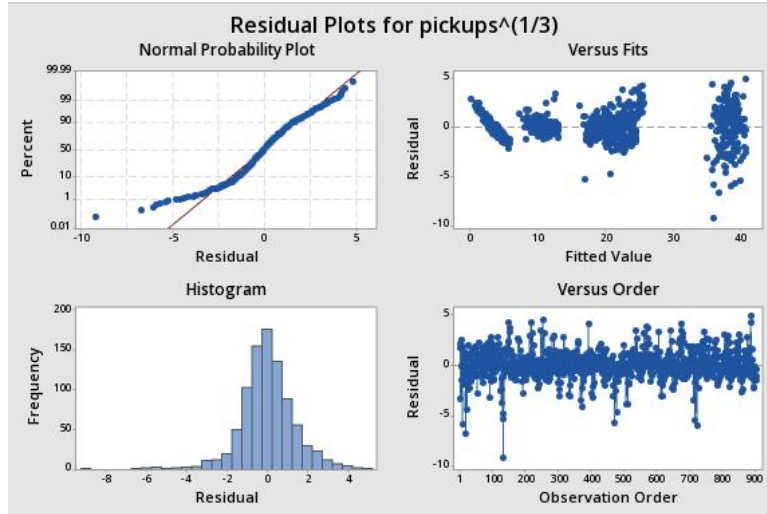 Residual Plots for pickups^(1/3)
Normal Probability Plot
99.99
99
90
50
10
1
0.01
Percent
-10 -5 0 5
Residual
Versus Fits
5
0
-5
-10
Residual
0 10 20 30 40
Fitted Value
Histogram
200
150
100
50
0
Frequency
-8 -6 -4 -2 0 2 4
Residual
Versus Order
5
0
-5
-10
Residual
1 100 200 300 400 500 600 700 800 900
Observation Order